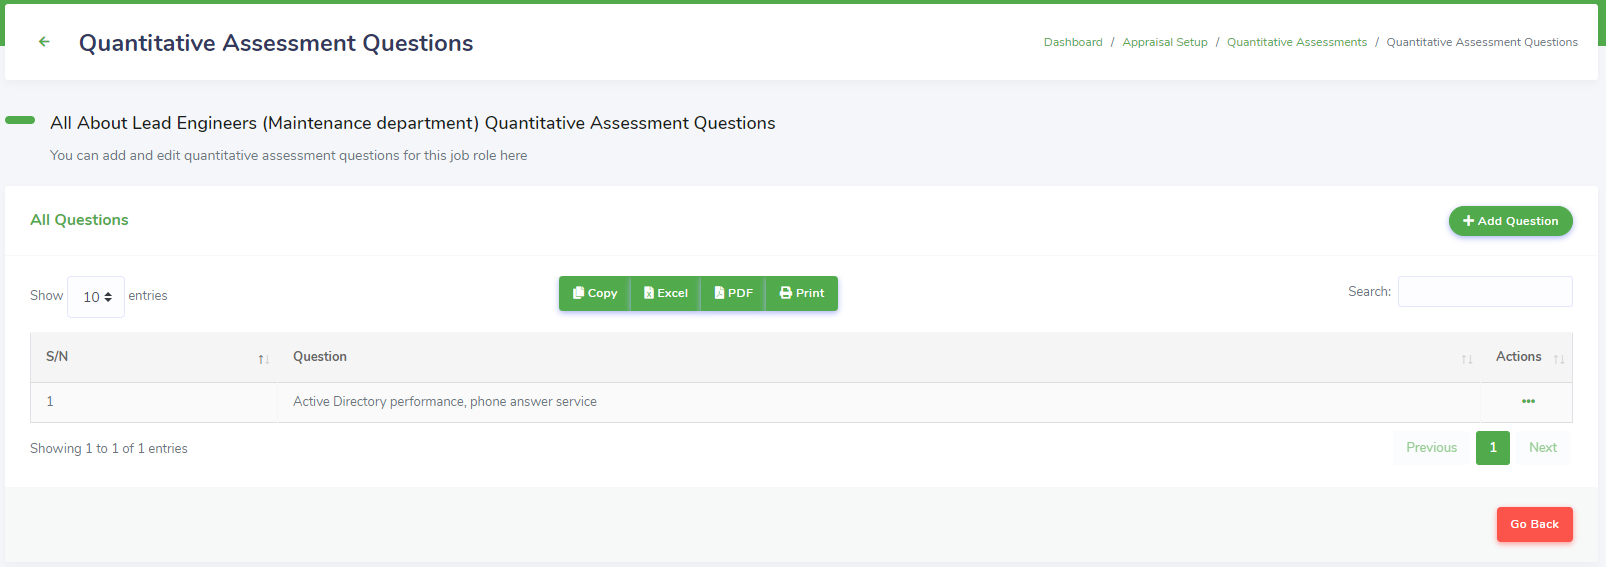 Quantitative Assessment Questions
Dashboard / Appraisal Setup / Quantitative Assessments / Quantitative Assessment Questions
All About Lead Engineers (Maintenance department) Quantitative Assessment Questions
You can add and edit quantitative assessment questions for this job role here
All Questions
Add Question
Show 10 entries
Copy Excel PDF Print
Search:
S/N Question Actions
1 Active Directory performance, phone answer service
Showing 1 to 1 of 1 entries
Previous 1 Next
Go Back